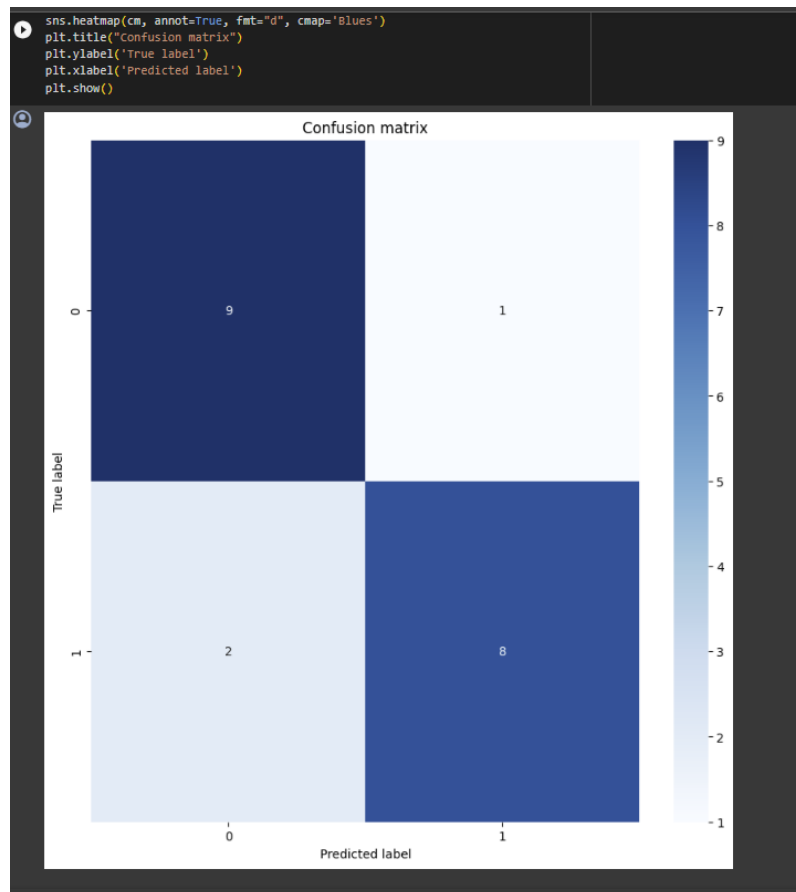 sns.heatmap(cm, annot=True, fmt="d", cmap='Blues')
plt.title("Confusion matrix")
plt.ylabel('True label')
plt.xlabel('Predicted label')
plt.show()
Confusion matrix
9
8
7
6
5
4
3
2
1
True label
0
1
9
1
2
8
0
1
Predicted label